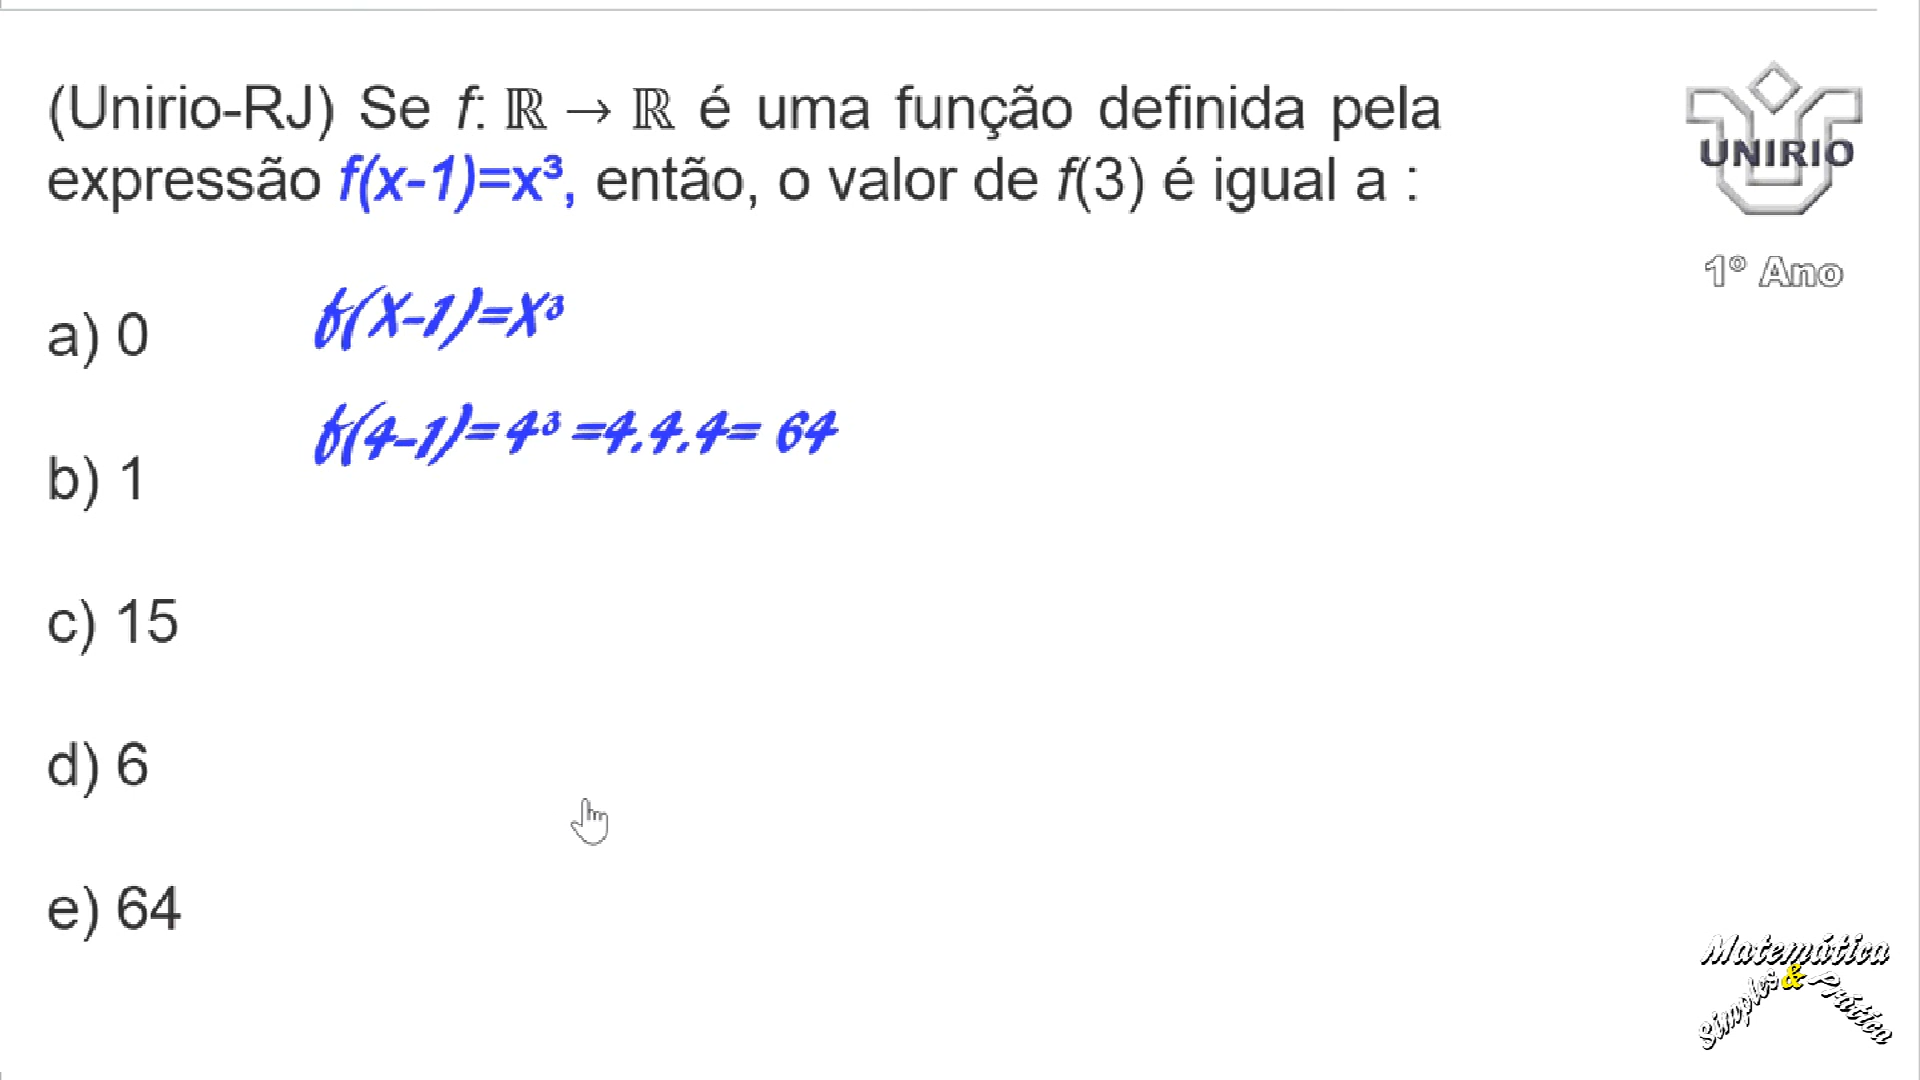 (Unirio-RJ) Se f: ℝ → ℝ é uma função definida pela
expressão f(x-1)=x³, então, o valor de f(3) é igual a :
UNIRIO
1º Ano
a) 0
f(X-1)=X³
f(4-1)=4³ =4.4.4= 64
b) 1
c) 15
d) 6
e) 64
Matemática
Simples & Prática